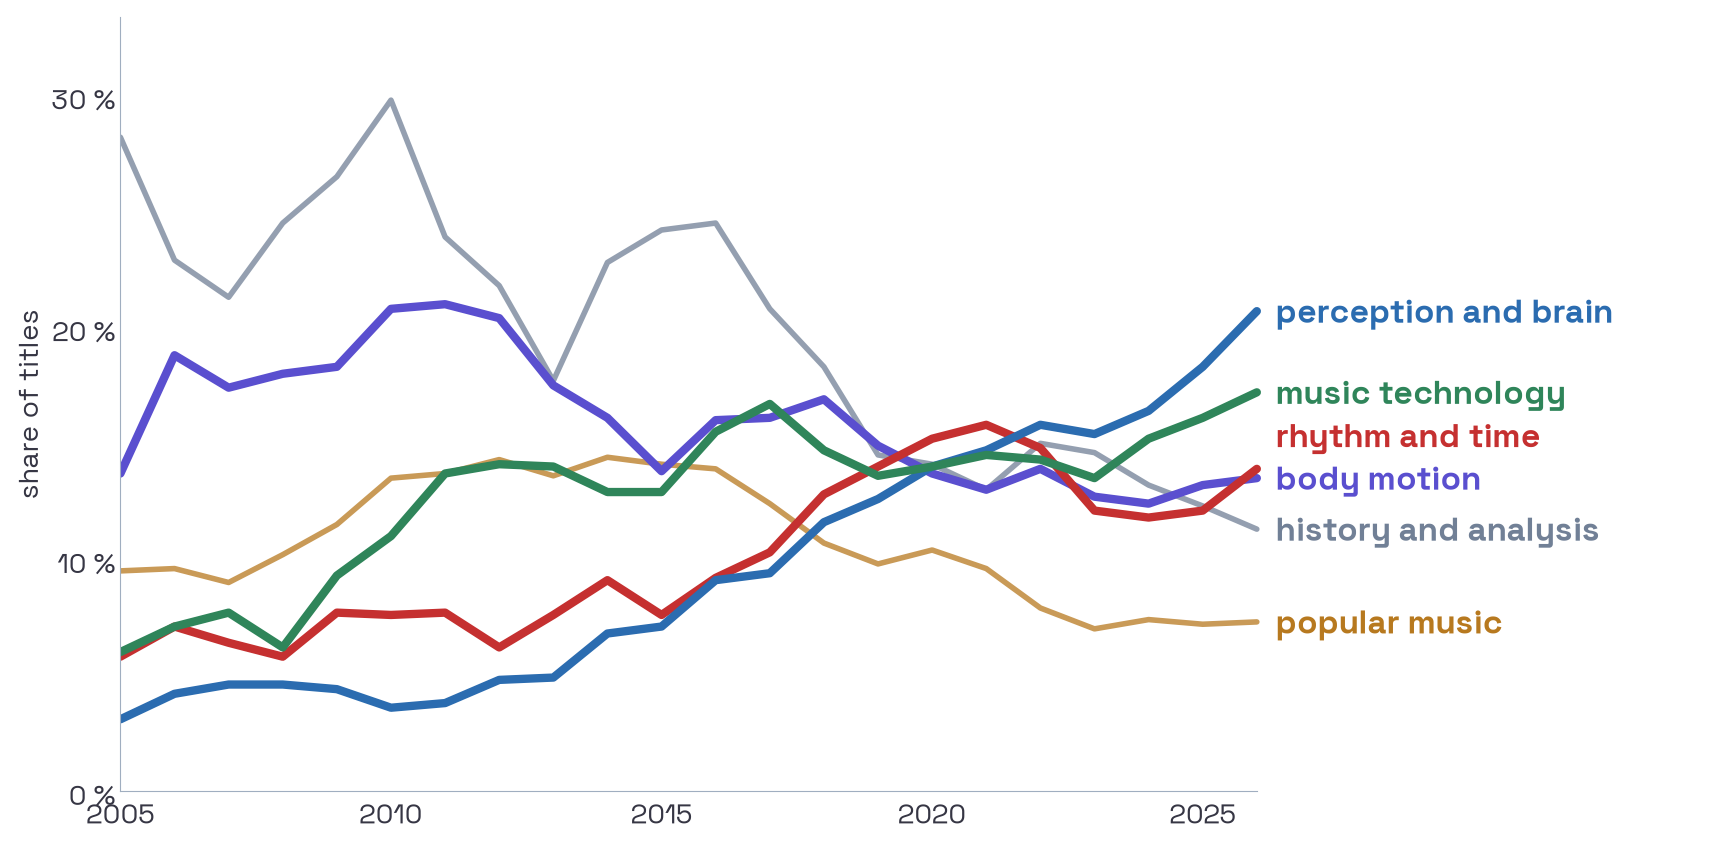 30 %
20 %
10 %
0 %
share of titles
2005
2010
2015
2020
2025
perception and brain
music technology
rhythm and time
body motion
history and analysis
popular music